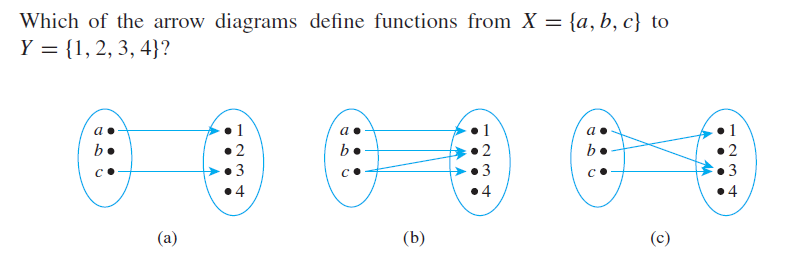 Which of the arrow diagrams define functions from X = {a, b, c} to
Y = {1, 2, 3, 4}?
a • • 1 a • • 1 a • • 1
b • • 2 b • • 2 b • • 2
c • • 3 c • • 3 c • • 3
• 4 • 4 • 4
(a) (b) (c)